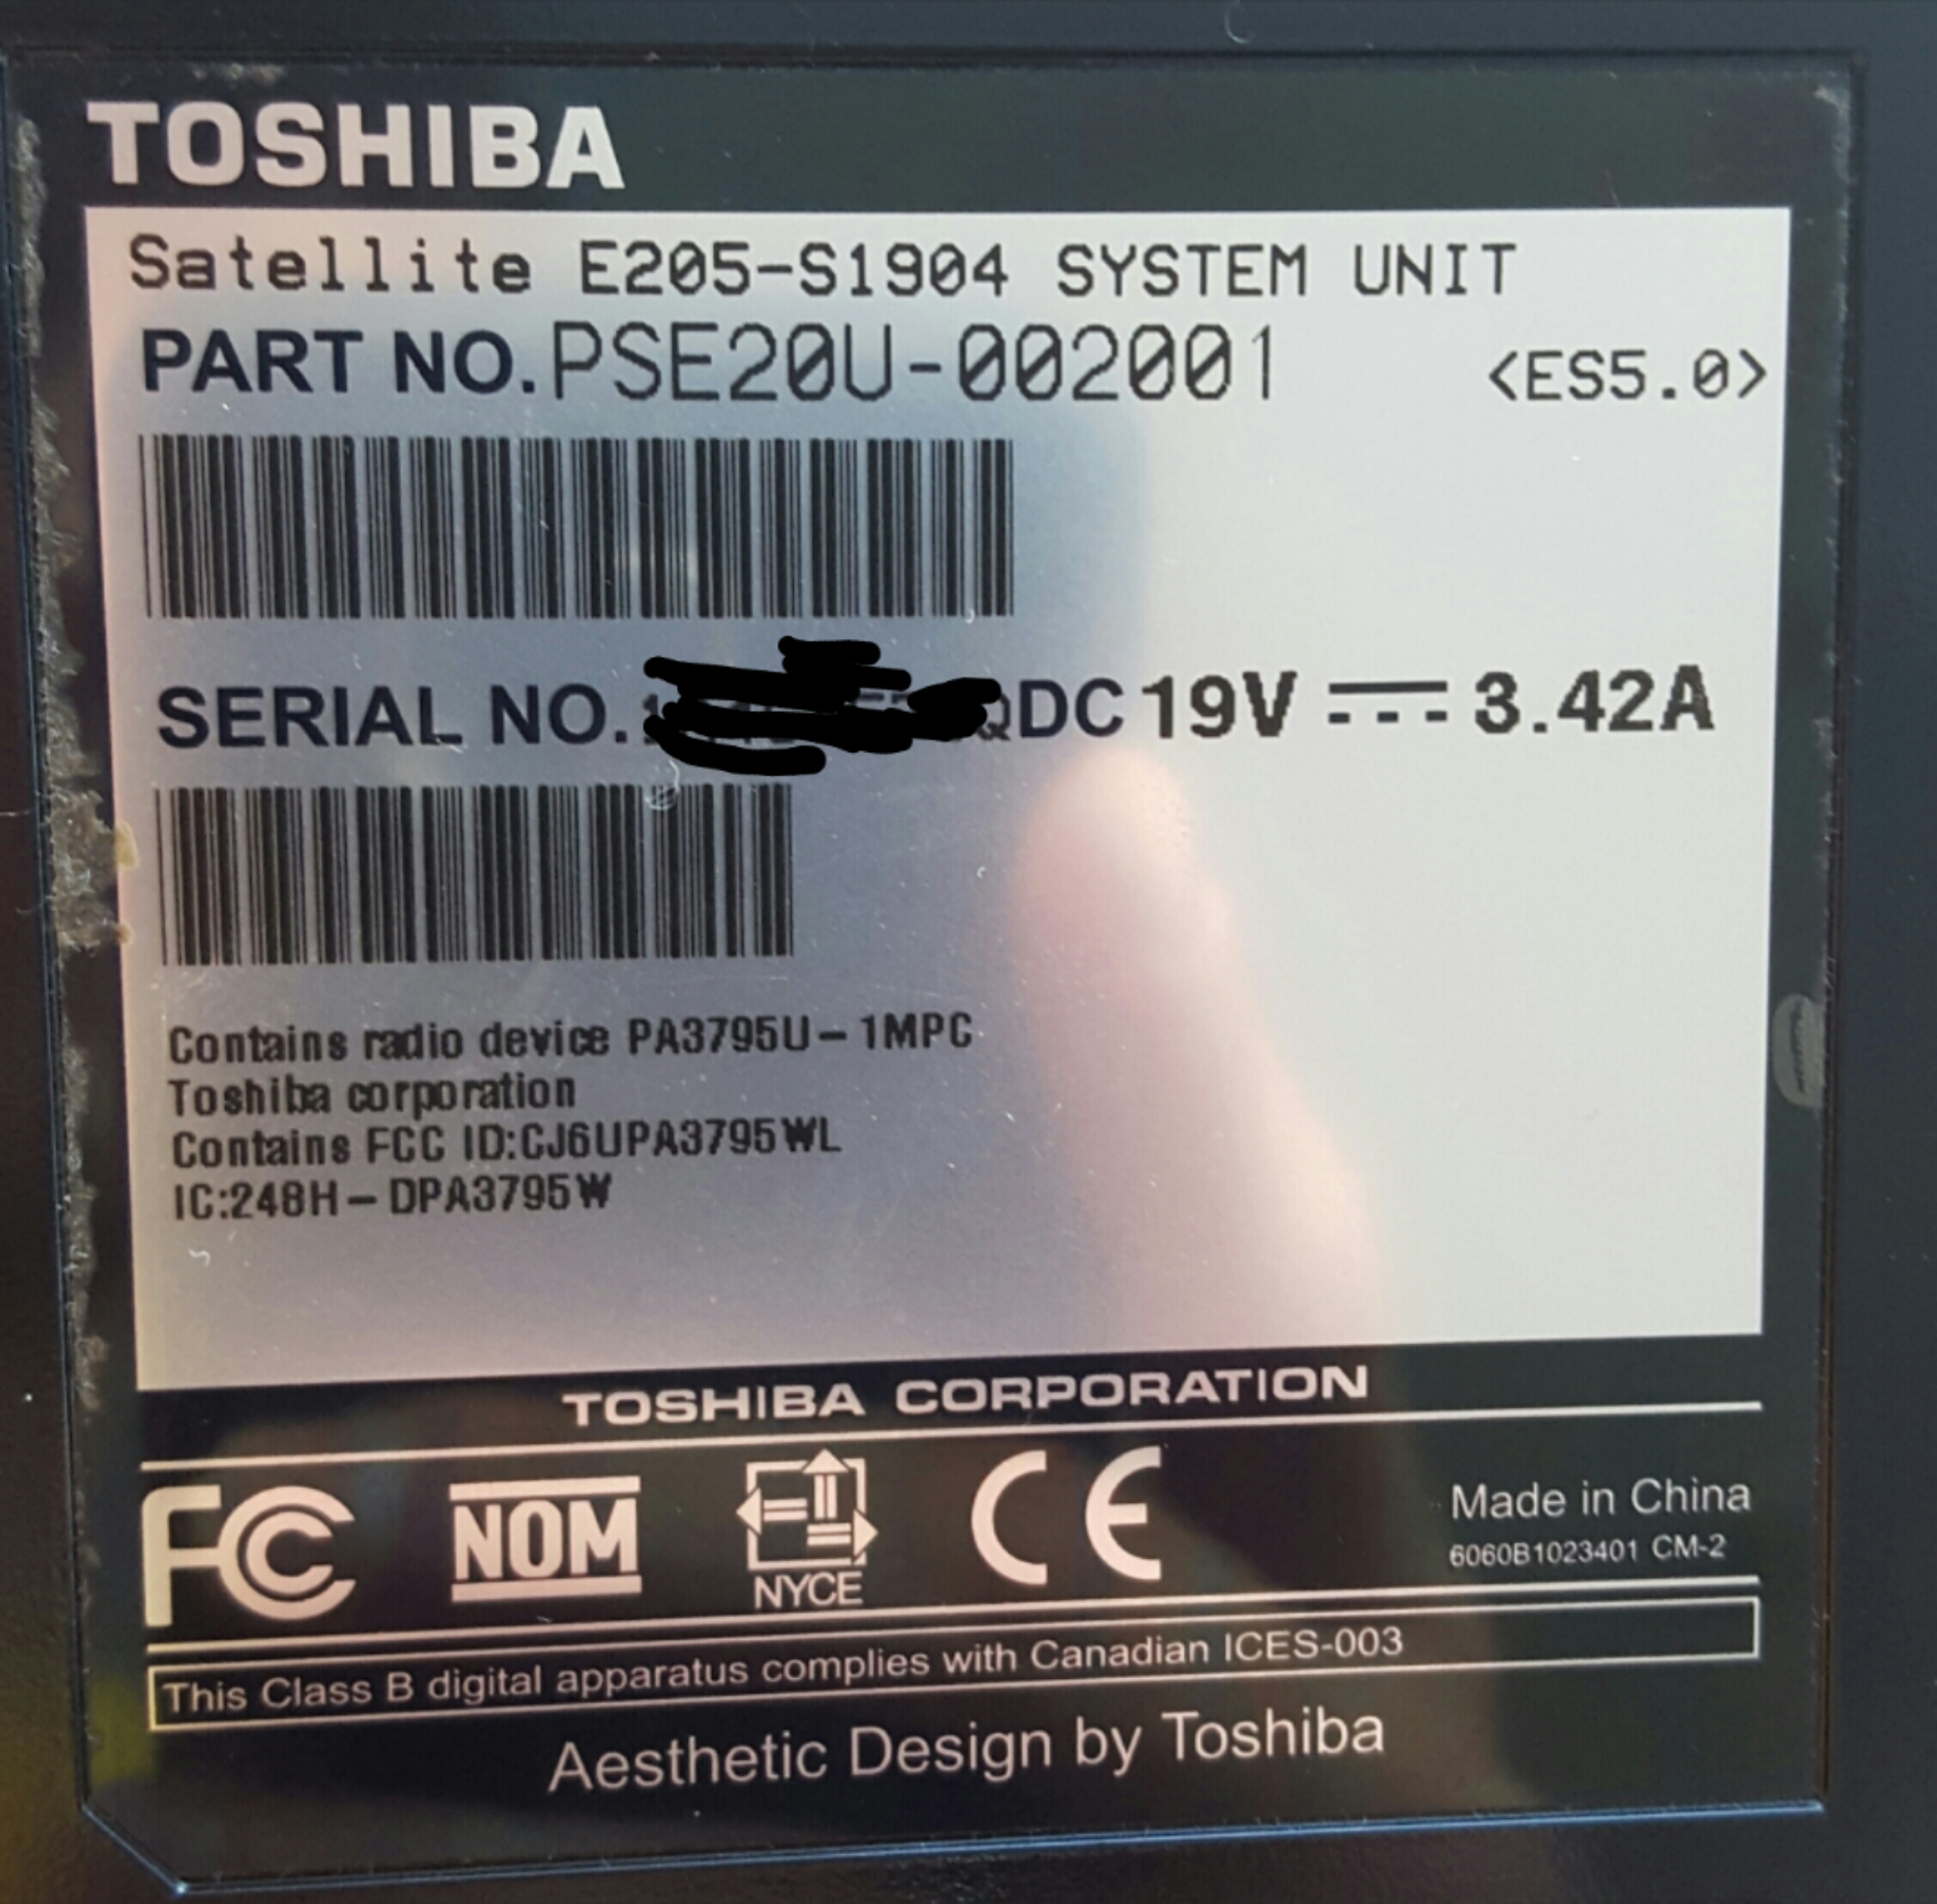 TOSHIBA
Satellite E205-S1904 SYSTEM UNIT
PART NO. PSE20U-002001 <ES5.0>
SERIAL NO. DC 19V 3.42A
Contains radio device PA3795U-1MPC
Toshiba corporation
Contains FCC ID:CJ6UPA3795WL
IC:248H-DPA3795W
TOSHIBA CORPORATION
FC NOM NYCE CE
Made in China
6060B1023401 CM-2
This Class B digital apparatus complies with Canadian ICES-003
Aesthetic Design by Toshiba